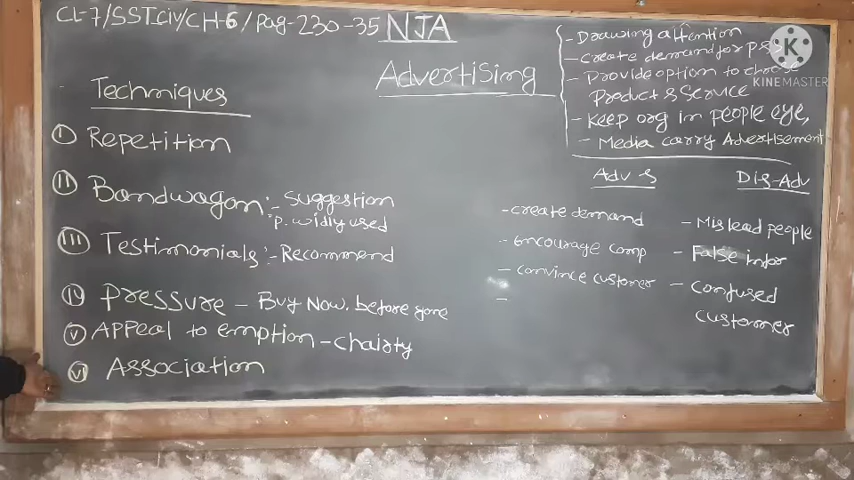 CL-7/SST.Civ/CH-6/pag-230-35 NJA
Advertising
- Drawing attention
- Create demand for p&s
- Provide option to choose
Product & Service
- Keep org in people eye,
- Media carry Advertisement
K
KINEMASTER
Techniques
I Repetition
II Bandwagon:- Suggestion
p. widly used
III Testimonials:- Recommend
IV Pressure - Buy Now, before gone
V Appeal to emption - chairty
VI Association
Adv s
- create demand
- Encourage comp
- convince customer
-
Dis-Adv
- Mislead people
- False infor
- confused
customer